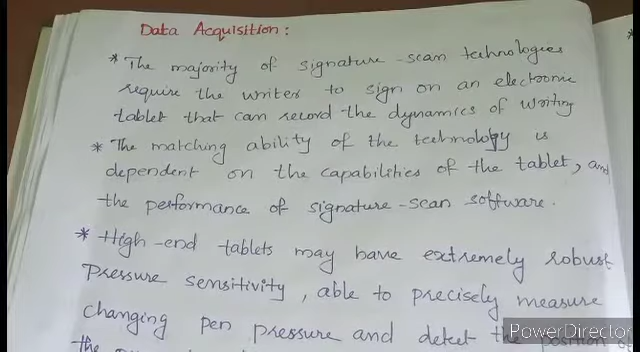 Data Acquisition:
* The majority of signature-scan technologies
require the writer to sign on an electronic
tablet that can record the dynamics of writing
* The matching ability of the technology is
dependent on the capabilities of the tablet, and
the performance of signature-scan software.
* High-end tablets may have extremely robust
Pressure sensitivity, able to precisely measure
changing pen pressure and detect the position of
the
PowerDirector